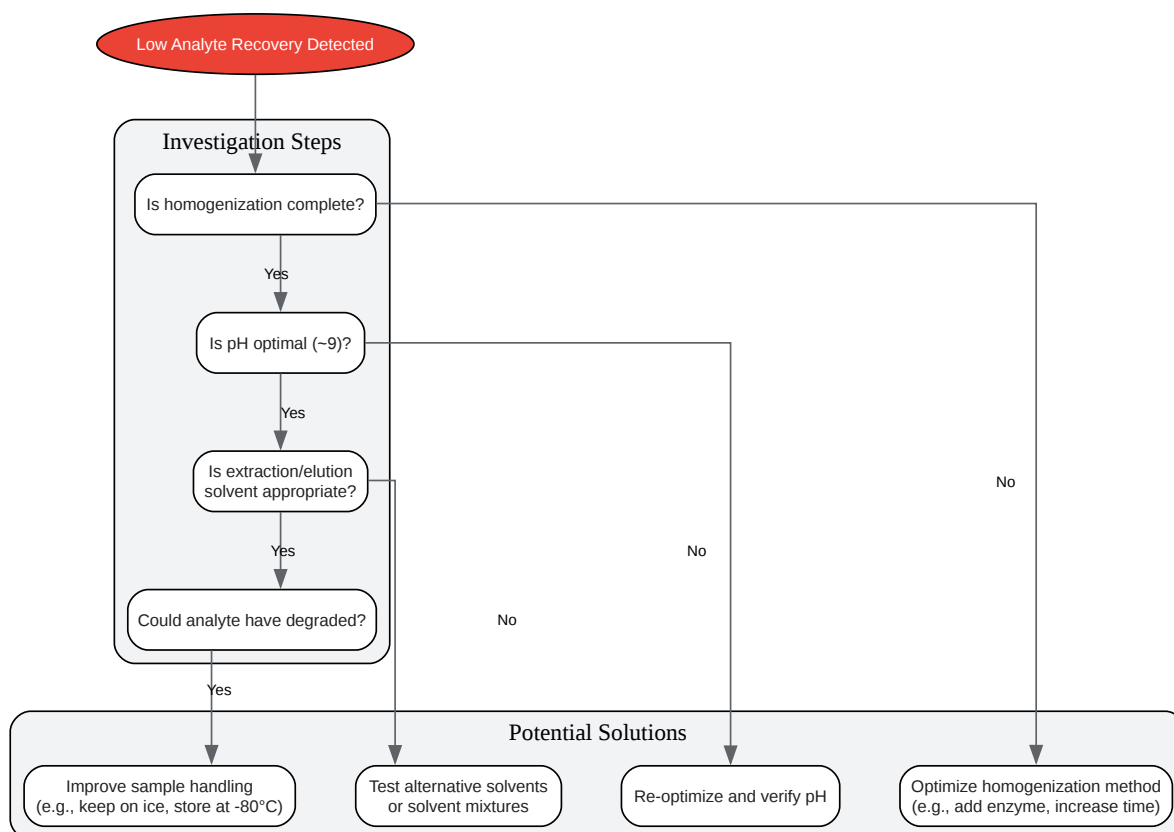 Low Analyte Recovery Detected
Investigation Steps
Is homogenization complete?
Yes
Is pH optimal (~9)?
Yes
Is extraction/elution
solvent appropriate?
No
Yes
No
Could analyte have degraded?
No
Yes
Potential Solutions
Improve sample handling
(e.g., keep on ice, store at -80°C)
Test alternative solvents
or solvent mixtures
Re-optimize and verify pH
Optimize homogenization method
(e.g., add enzyme, increase time)